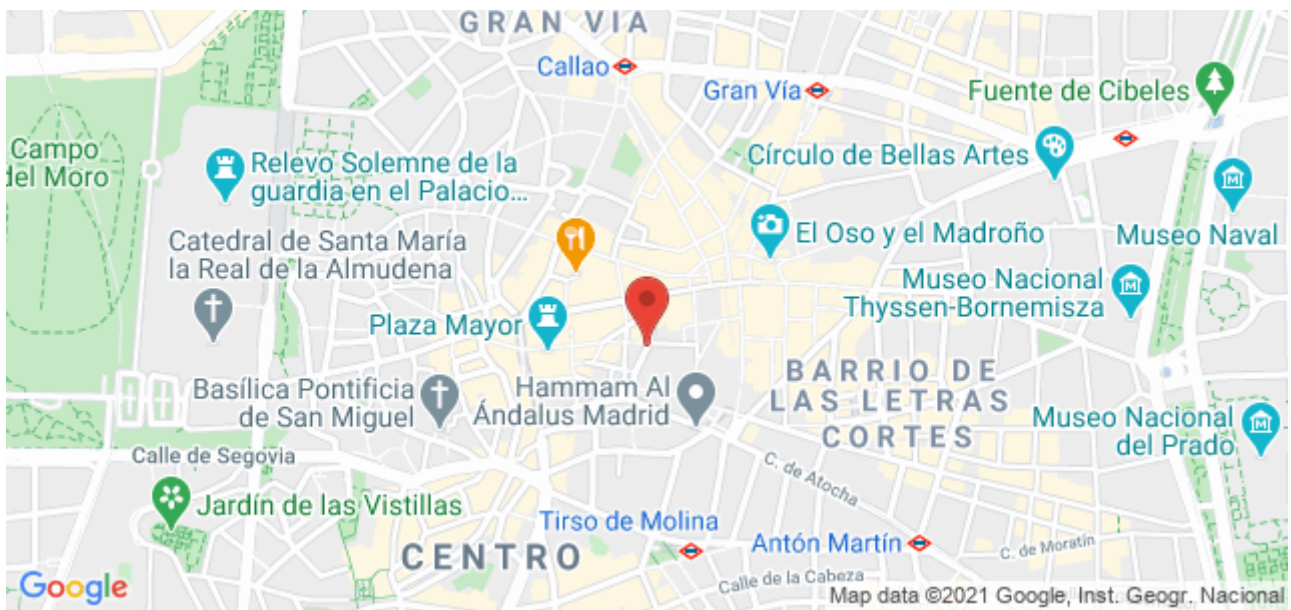 GRAN VIA
Callao
Gran Vía
Fuente de Cibeles
Campo
del Moro
Relevo Solemne de la
guardia en el Palacio...
Círculo de Bellas Artes
Catedral de Santa María
la Real de la Almudena
El Oso y el Madroño
Museo Naval
Museo Nacional
Thyssen-Bornemisza
Plaza Mayor
Basílica Pontificia
de San Miguel
Hammam Al
Ándalus Madrid
BARRIO DE
LAS LETRAS
CORTES
Museo Nacional
del Prado
Calle de Segovia
C. de Atocha
Jardín de las Vistillas
Tirso de Molina
Antón Martín
C. de Moratín
CENTRO
Calle de la Cabeza
Google
Map data ©2021 Google, Inst. Geogr. Nacional